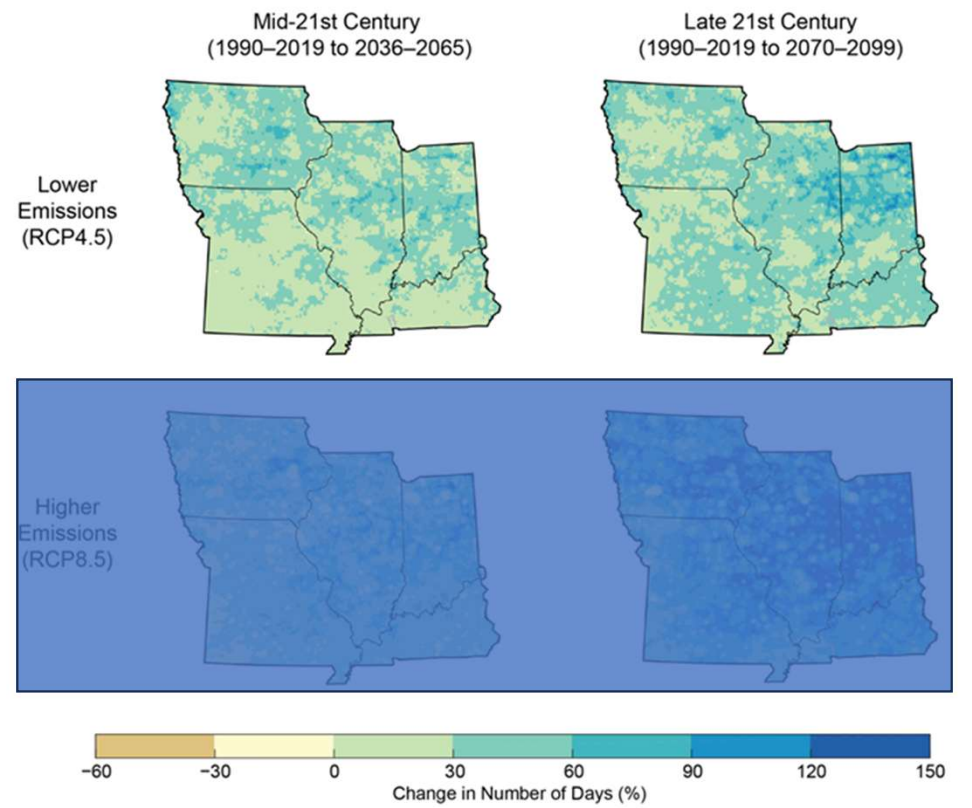 Mid-21st Century
(1990–2019 to 2036–2065)
Late 21st Century
(1990–2019 to 2070–2099)
Lower
Emissions
(RCP4.5)
Higher
Emissions
(RCP8.5)
−60 −30 0 30 60 90 120 150
Change in Number of Days (%)